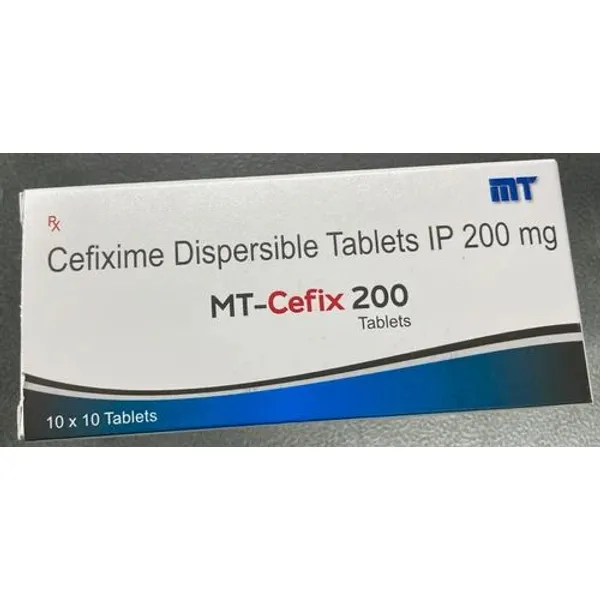 MT
Rx
Cefixime Dispersible Tablets IP 200 mg
MT-Cefix 200
Tablets
10 x 10 Tablets